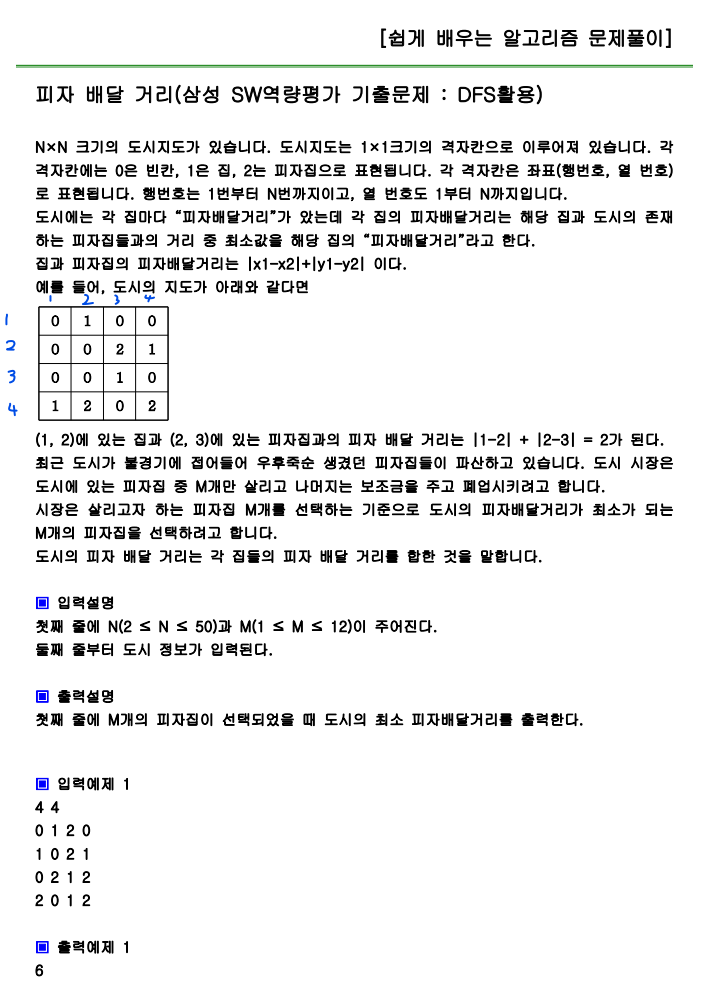 [쉽게 배우는 알고리즘 문제풀이]
피자 배달 거리(삼성 SW역량평가 기출문제 : DFS활용)
N×N 크기의 도시지도가 있습니다. 도시지도는 1×1크기의 격자칸으로 이루어져 있습니다. 각
격자칸에는 0은 빈칸, 1은 집, 2는 피자집으로 표현됩니다. 각 격자칸은 좌표(행번호, 열 번호)
로 표현됩니다. 행번호는 1번부터 N번까지이고, 열 번호도 1부터 N까지입니다.
도시에는 각 집마다 “피자배달거리”가 았는데 각 집의 피자배달거리는 해당 집과 도시의 존재
하는 피자집들과의 거리 중 최소값을 해당 집의 “피자배달거리”라고 한다.
집과 피자집의 피자배달거리는 |x1-x2|+|y1-y2| 이다.
예를 들어, 도시의 지도가 아래와 같다면
1 2 3 4
1 0 1 0 0
2 0 0 2 1
3 0 0 1 0
4 1 2 0 2
(1, 2)에 있는 집과 (2, 3)에 있는 피자집과의 피자 배달 거리는 |1-2| + |2-3| = 2가 된다.
최근 도시가 불경기에 접어들어 우후죽순 생겼던 피자집들이 파산하고 있습니다. 도시 시장은
도시에 있는 피자집 중 M개만 살리고 나머지는 보조금을 주고 폐업시키려고 합니다.
시장은 살리고자 하는 피자집 M개를 선택하는 기준으로 도시의 피자배달거리가 최소가 되는
M개의 피자집을 선택하려고 합니다.
도시의 피자 배달 거리는 각 집들의 피자 배달 거리를 합한 것을 말합니다.
▣ 입력설명
첫째 줄에 N(2 ≤ N ≤ 50)과 M(1 ≤ M ≤ 12)이 주어진다.
둘째 줄부터 도시 정보가 입력된다.
▣ 출력설명
첫째 줄에 M개의 피자집이 선택되었을 때 도시의 최소 피자배달거리를 출력한다.
▣ 입력예제 1
4 4
0 1 2 0
1 0 2 1
0 2 1 2
2 0 1 2
▣ 출력예제 1
6